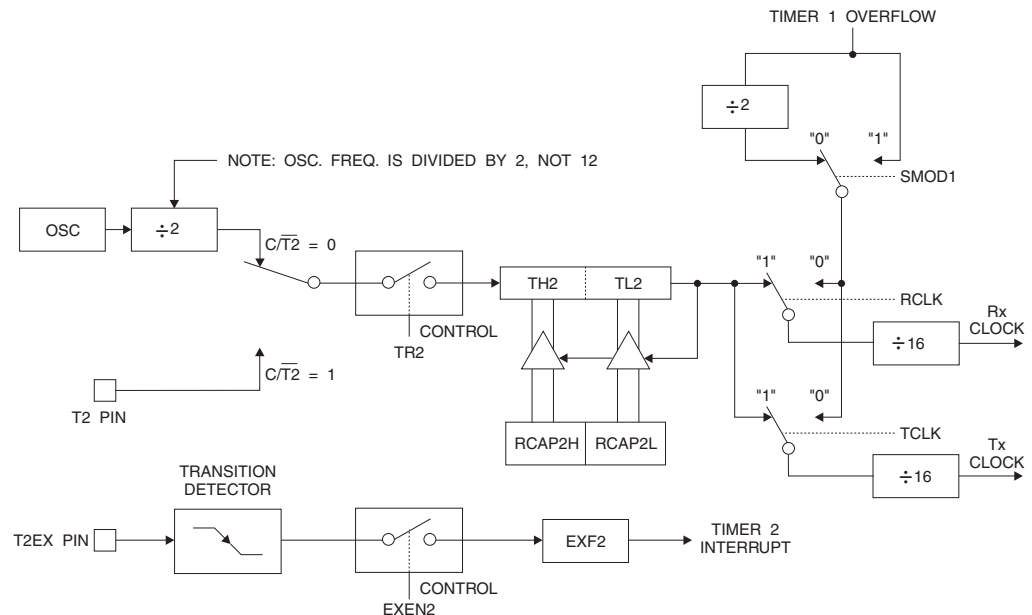 TIMER 1 OVERFLOW
÷2
"0" "1"
SMOD1
NOTE: OSC. FREQ. IS DIVIDED BY 2, NOT 12
OSC
÷2
C/T̅2̅ = 0
TH2 TL2
"1" "0"
RCLK
Rx
CLOCK
÷16
CONTROL
TR2
C/T̅2̅ = 1
T2 PIN
"1" "0"
TCLK
RCAP2H RCAP2L
Tx
CLOCK
÷16
TRANSITION
DETECTOR
T2EX PIN
EXF2
TIMER 2
INTERRUPT
CONTROL
EXEN2